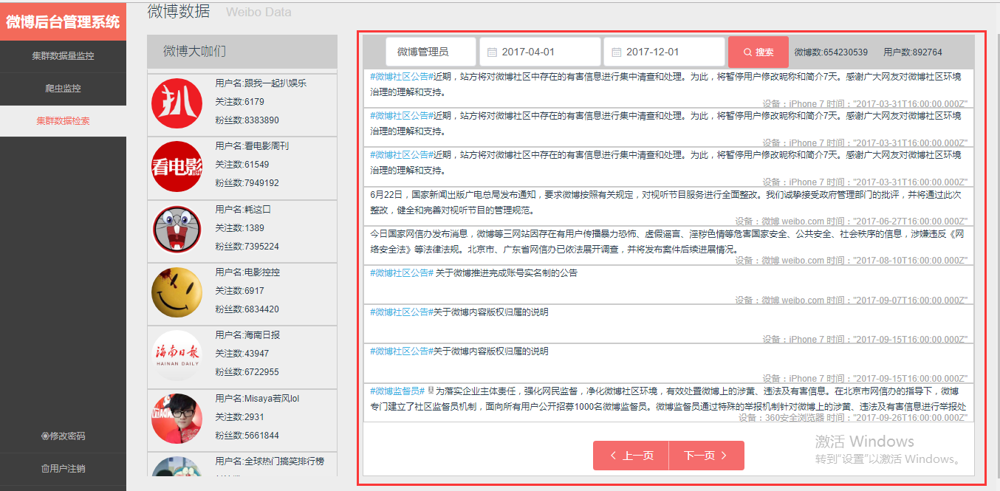 微博后台管理系统
集群数据量监控
爬虫监控
集群数据检索
修改密码
用户注销
微博数据 Weibo Data
微博大咖们
扒
用户名:跟我一起扒娱乐
关注数:6179
粉丝数:8383890
看电影
用户名:看电影周刊
关注数:61549
粉丝数:7949192
用户名:耗这口
关注数:1389
粉丝数:7395224
用户名:电影控控
关注数:6917
粉丝数:6834420
海南日报
HAINAN DAILY
用户名:海南日报
关注数:43947
粉丝数:6722955
用户名:Misaya若风lol
关注数:2931
粉丝数:5661844
用户名:全球热门搞笑排行榜
微博管理员 2017-04-01 2017-12-01 搜索 微博数:654230539 用户数:892764
#微博社区公告#近期，站方将对微博社区中存在的有害信息进行集中清查和处理。为此，将暂停用户修改昵称和简介7天。感谢广大网友对微博社区环境
治理的理解和支持。
设备：iPhone 7 时间："2017-03-31T16:00:00.000Z"
#微博社区公告#近期，站方将对微博社区中存在的有害信息进行集中清查和处理。为此，将暂停用户修改昵称和简介7天。感谢广大网友对微博社区环境
治理的理解和支持。
设备：iPhone 7 时间："2017-03-31T16:00:00.000Z"
#微博社区公告#近期，站方将对微博社区中存在的有害信息进行集中清查和处理。为此，将暂停用户修改昵称和简介7天。感谢广大网友对微博社区环境
治理的理解和支持。
设备：iPhone 7 时间："2017-03-31T16:00:00.000Z"
6月22日，国家新闻出版广电总局发布通知，要求微博按照有关规定，对视听节目服务进行全面整改。我们诚挚接受政府管理部门的批评，并将通过此次
整改，健全和完善对视听节目的管理规范。
设备：微博 weibo.com 时间："2017-06-27T16:00:00.000Z"
今日国家网信办发布消息，微博等三网站因存在有用户传播暴力恐怖、虚假谣言、淫秽色情等危害国家安全、公共安全、社会秩序的信息，涉嫌违反《网
络安全法》等法律法规。北京市、广东省网信办已依法展开调查，并将发布案件后续进展情况。
设备：微博 weibo.com 时间："2017-08-10T16:00:00.000Z"
#微博社区公告# 关于微博推进完成账号实名制的公告
设备：微博 weibo.com 时间："2017-09-07T16:00:00.000Z"
#微博社区公告#关于微博内容版权归属的说明
设备：iPhone 7 时间："2017-09-15T16:00:00.000Z"
#微博社区公告#关于微博内容版权归属的说明
设备：iPhone 7 时间："2017-09-15T16:00:00.000Z"
#微博监督员# 为落实企业主体责任，强化网民监督，净化微博社区环境，有效处置微博上的涉黄、违法及有害信息。在北京市网信办的指导下，微博
专门建立了社区监督员机制，面向所有用户公开招募1000名微博监督员。微博监督员通过特殊的举报机制针对微博上的涉黄、违法及有害信息进行举报处
设备：360安全浏览器 时间："2017-09-26T16:00:00.000Z"
上一页 下一页
激活 Windows
转到"设置"以激活 Windows。